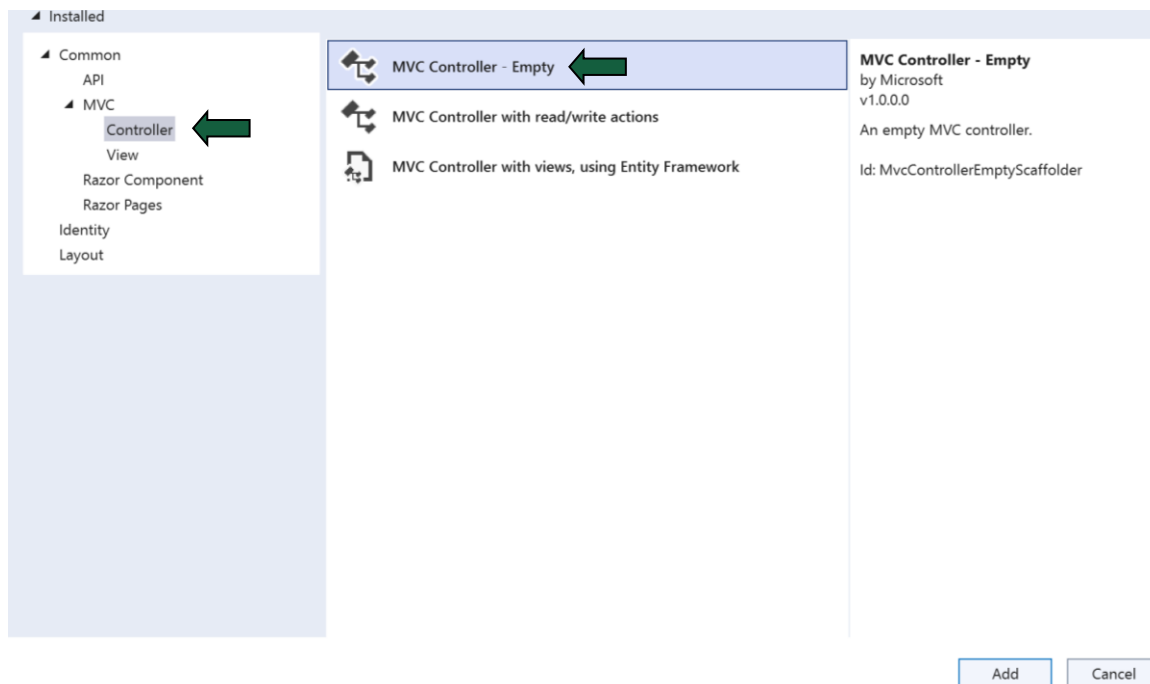 Installed
Common
API
MVC
Controller
View
Razor Component
Razor Pages
Identity
Layout
MVC Controller - Empty
MVC Controller with read/write actions
MVC Controller with views, using Entity Framework
MVC Controller - Empty
by Microsoft
v1.0.0.0
An empty MVC controller.
Id: MvcControllerEmptyScaffolder
Add
Cancel